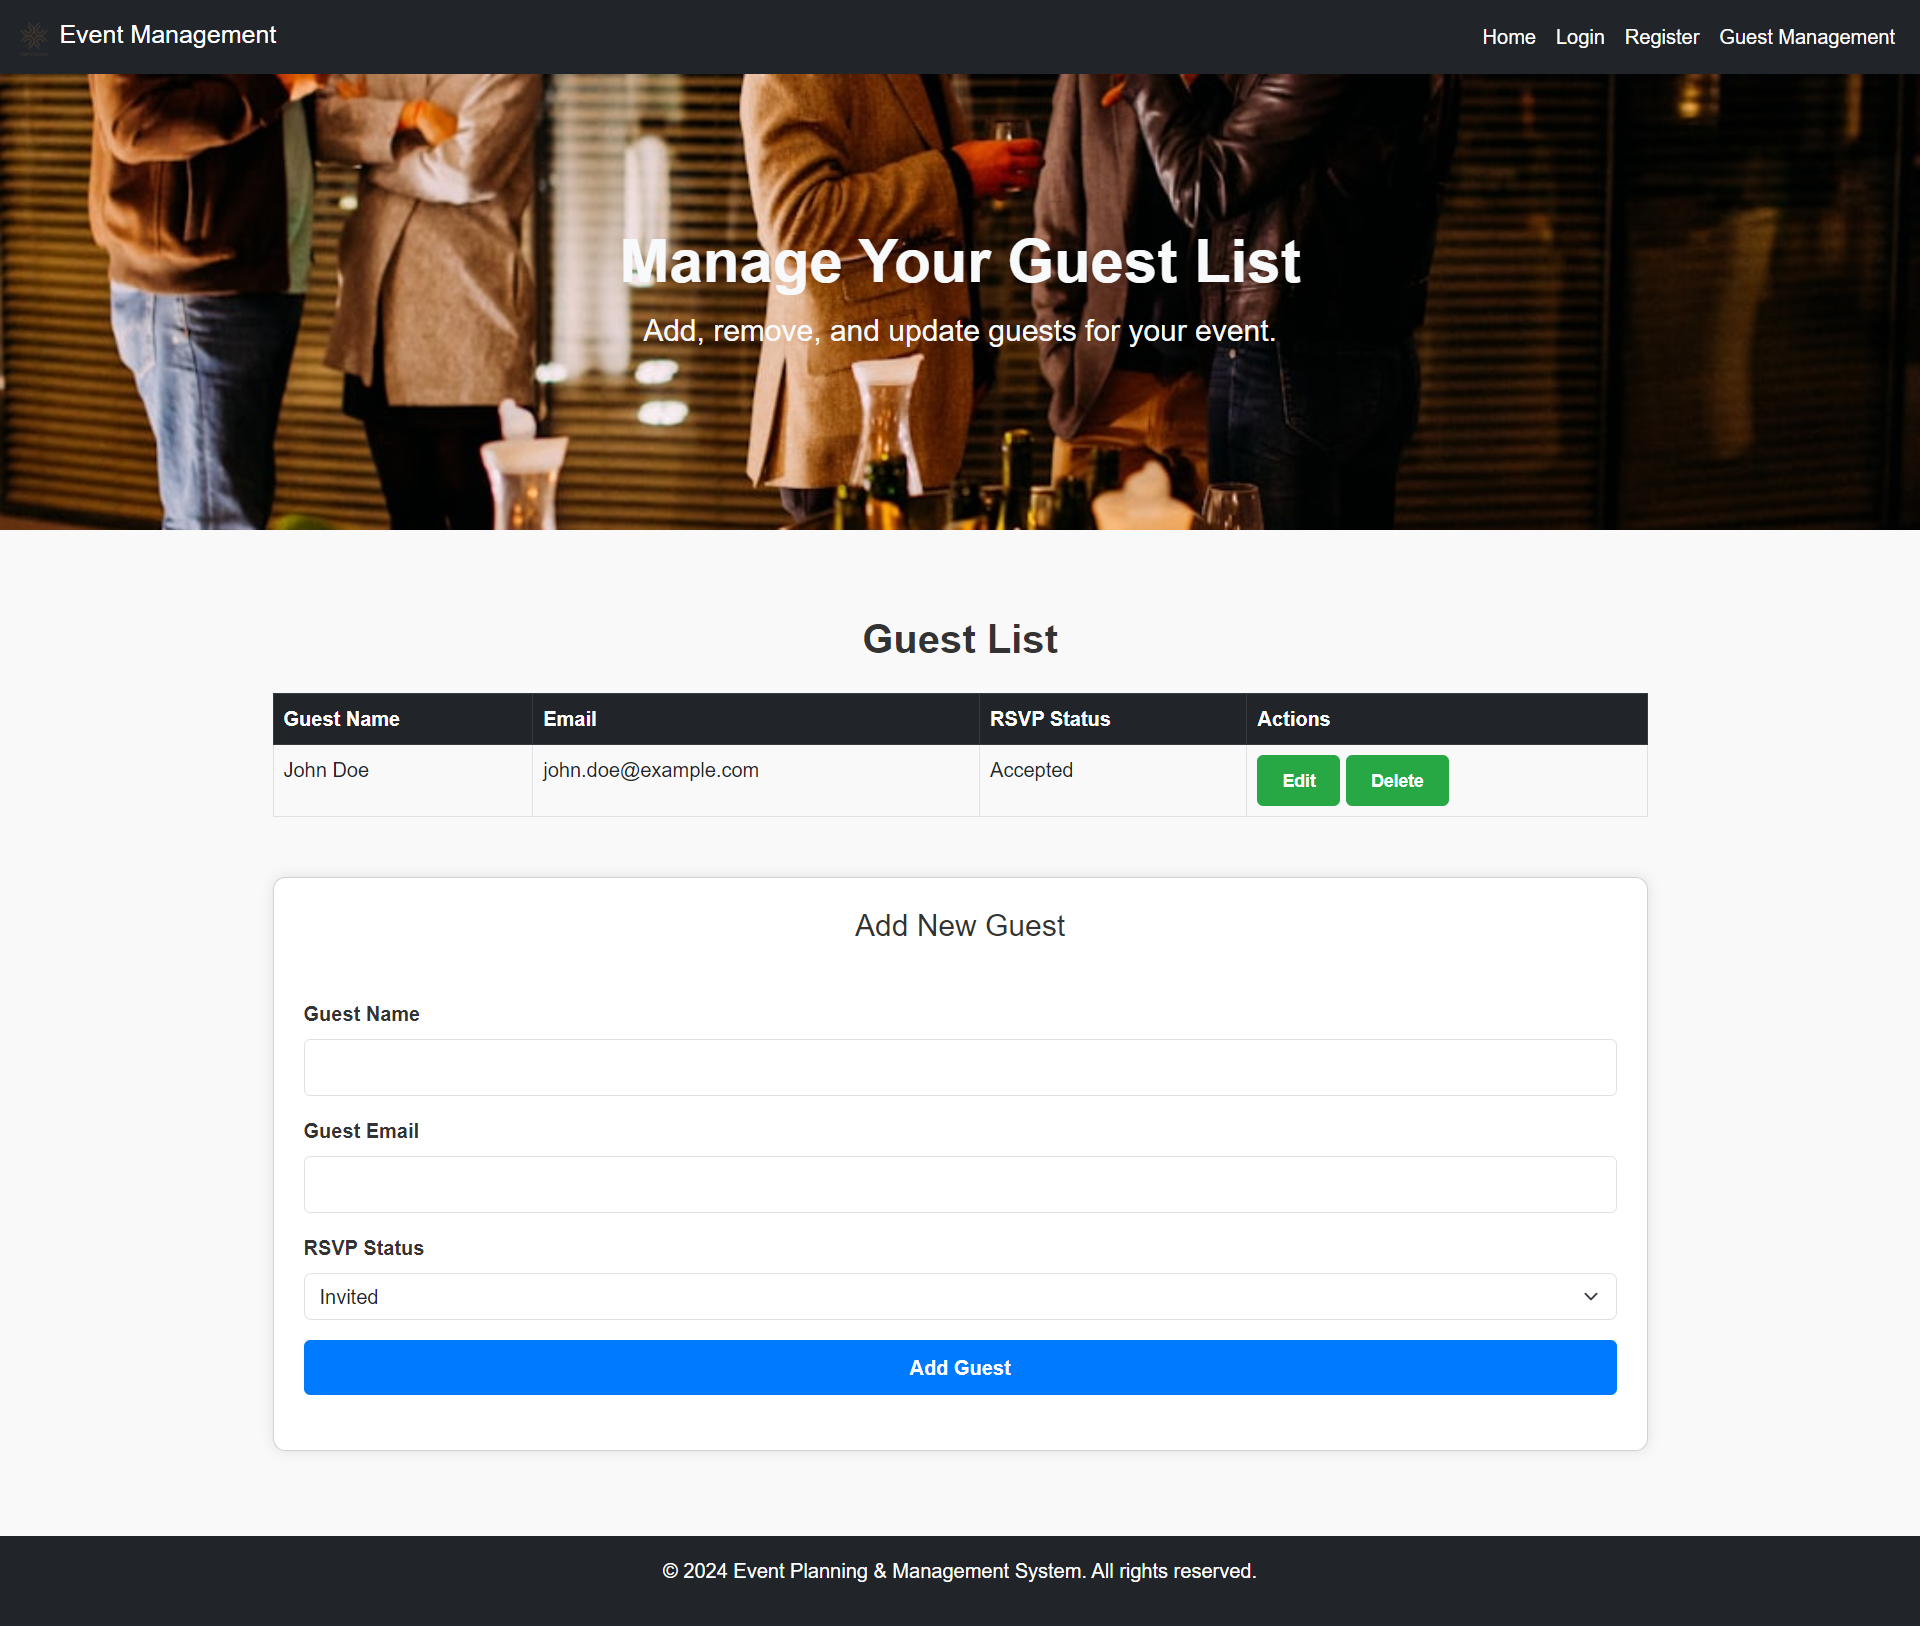 Event Management
Home Login Register Guest Management
Manage Your Guest List
Add, remove, and update guests for your event.
Guest List
Guest Name Email RSVP Status Actions
John Doe john.doe@example.com Accepted Edit Delete
Add New Guest
Guest Name
Guest Email
RSVP Status
Invited
Add Guest
© 2024 Event Planning & Management System. All rights reserved.